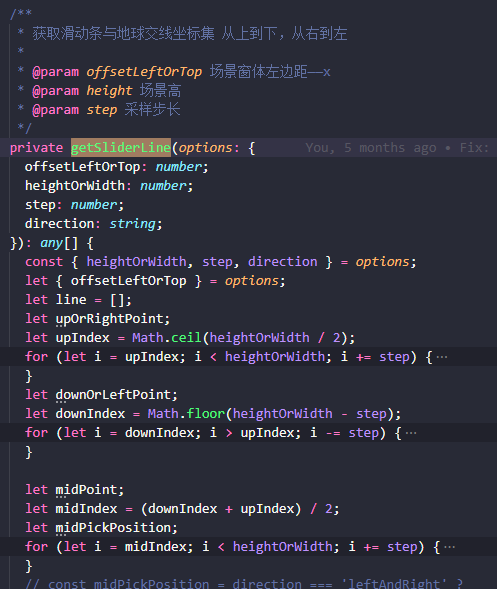 /**
 * 获取滑动条与地球交线坐标集 从上到下，从右到左
 *
 * @param offsetLeftOrTop 场景窗体左边距——x
 * @param height 场景高
 * @param step 采样步长
 */
private getSliderLine(options: { You, 5 months ago • Fix:
  offsetLeftOrTop: number;
  heightOrWidth: number;
  step: number;
  direction: string;
}): any[] {
  const { heightOrWidth, step, direction } = options;
  let { offsetLeftOrTop } = options;
  let line = [];
  let upOrRightPoint;
  let upIndex = Math.ceil(heightOrWidth / 2);
  for (let i = upIndex; i < heightOrWidth; i += step) {⋯
  }
  let downOrLeftPoint;
  let downIndex = Math.floor(heightOrWidth - step);
  for (let i = downIndex; i > upIndex; i -= step) {⋯
  }

  let midPoint;
  let midIndex = (downIndex + upIndex) / 2;
  let midPickPosition;
  for (let i = midIndex; i < heightOrWidth; i += step) {⋯
  }
  // const midPickPosition = direction === 'leftAndRight' ?